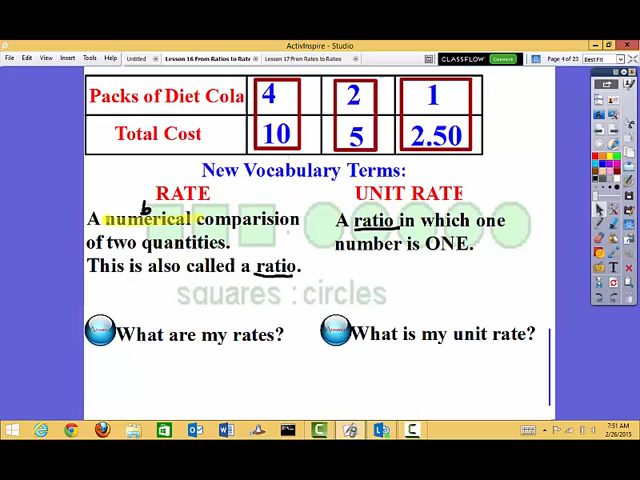 ActivInspire - Studio
File Edit View Insert Tools Help Untitled Lesson 16 From Ratios to Rate Lesson 17 From Rates to Ratios CLASSFLOW Page 4 of 23 Best Fit
Packs of Diet Cola 4 2 1
Total Cost 10 5 2.50
New Vocabulary Terms:
RATE UNIT RATE
b
A numerical comparision A ratio in which one
of two quantities. number is ONE.
This is also called a ratio.
squares : circles
What are my rates? What is my unit rate?
7:51 AM
2/26/2015